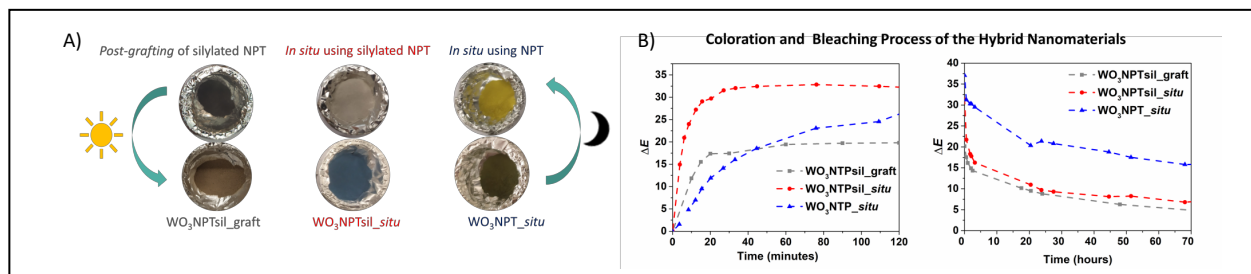 A)
Post-grafting of silylated NPT
In situ using silylated NPT
In situ using NPT
WO3NPTsil_graft
WO3NPTsil_situ
WO3NPT_situ
B)
Coloration and Bleaching Process of the Hybrid Nanomaterials
ΔE
35
30
25
20
15
10
5
0
WO3NTPsil_graft
WO3NTPsil_situ
WO3NTP_situ
0 20 40 60 80 100 120
Time (minutes)
ΔE
40
35
30
25
20
15
10
5
0
WO3NPTsil_graft
WO3NPTsil_situ
WO3NPT_situ
0 10 20 30 40 50 60 70
Time (hours)